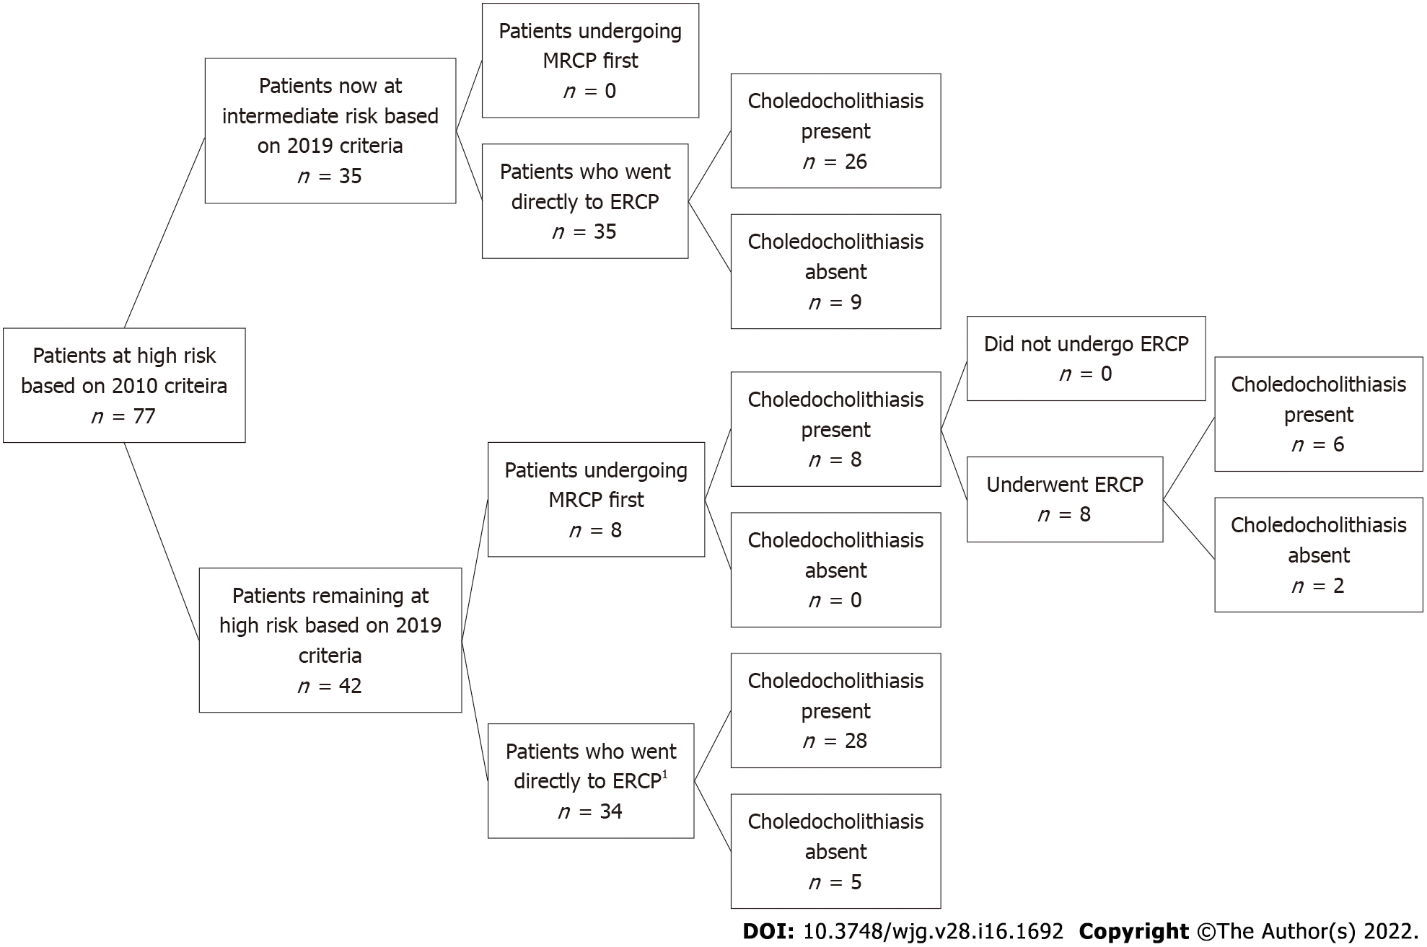 Patients undergoing
MRCP first
n = 0
Patients now at
intermediate risk based
on 2019 criteria
n = 35
Patients who went
directly to ERCP
n = 35
Choledocholithiasis
present
n = 26
Choledocholithiasis
absent
n = 9
Patients at high risk
based on 2010 criteira
n = 77
Did not undergo ERCP
n = 0
Choledocholithiasis
present
n = 8
Choledocholithiasis
present
n = 6
Patients undergoing
MRCP first
n = 8
Underwent ERCP
n = 8
Choledocholithiasis
absent
n = 2
Choledocholithiasis
absent
n = 0
Patients remaining at
high risk based on 2019
criteria
n = 42
Choledocholithiasis
present
n = 28
Patients who went
directly to ERCP¹
n = 34
Choledocholithiasis
absent
n = 5
DOI: 10.3748/wjg.v28.i16.1692 Copyright ©The Author(s) 2022.